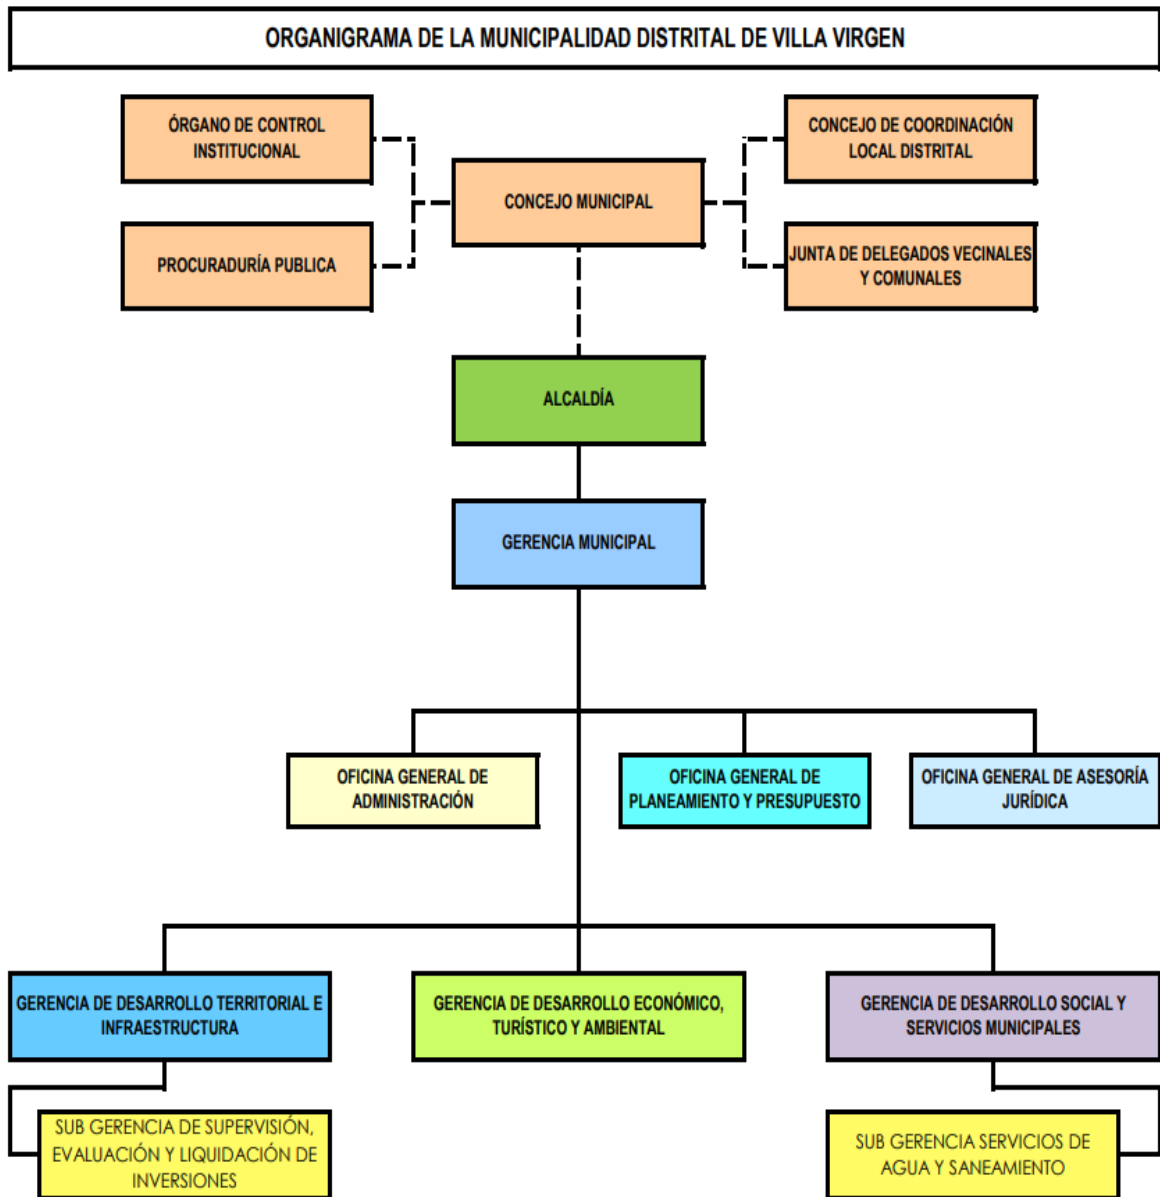 ORGANIGRAMA DE LA MUNICIPALIDAD DISTRITAL DE VILLA VIRGEN
ÓRGANO DE CONTROL
INSTITUCIONAL
CONCEJO DE COORDINACIÓN
LOCAL DISTRITAL
CONCEJO MUNICIPAL
PROCURADURÍA PUBLICA
JUNTA DE DELEGADOS VECINALES
Y COMUNALES
ALCALDÍA
GERENCIA MUNICIPAL
OFICINA GENERAL DE
ADMINISTRACIÓN
OFICINA GENERAL DE
PLANEAMIENTO Y PRESUPUESTO
OFICINA GENERAL DE ASESORÍA
JURÍDICA
GERENCIA DE DESARROLLO TERRITORIAL E
INFRAESTRUCTURA
GERENCIA DE DESARROLLO ECONÓMICO,
TURÍSTICO Y AMBIENTAL
GERENCIA DE DESARROLLO SOCIAL Y
SERVICIOS MUNICIPALES
SUB GERENCIA DE SUPERVISIÓN,
EVALUACIÓN Y LIQUIDACIÓN DE
INVERSIONES
SUB GERENCIA SERVICIOS DE
AGUA Y SANEAMIENTO